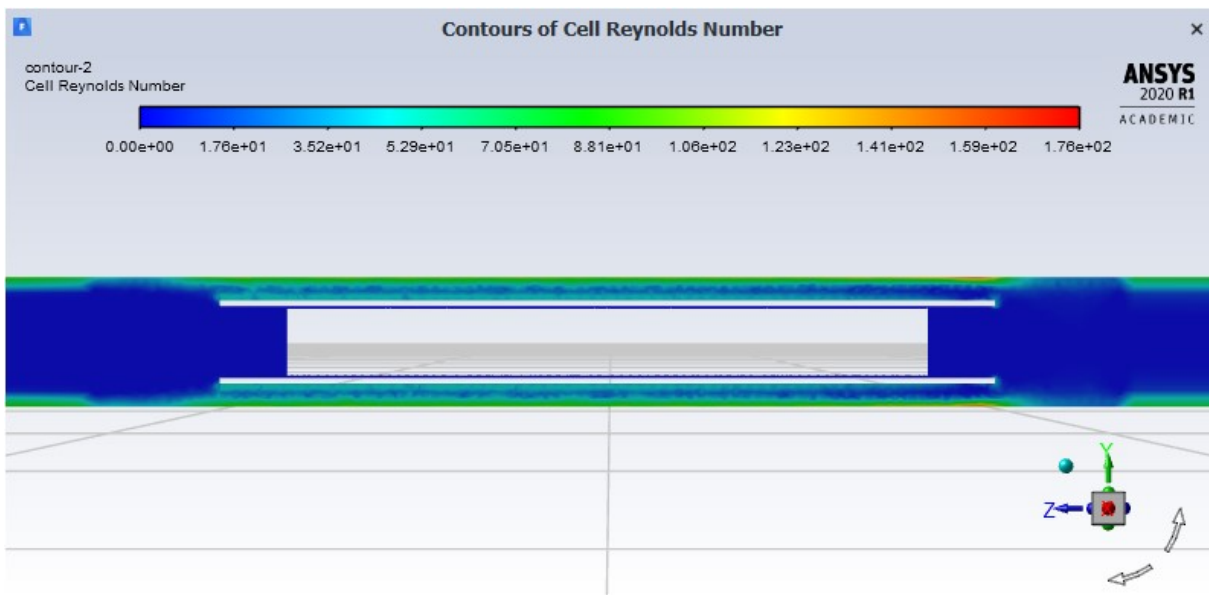 Contours of Cell Reynolds Number
contour-2
Cell Reynolds Number
ANSYS
2020 R1
ACADEMIC
0.00e+00 1.76e+01 3.52e+01 5.29e+01 7.05e+01 8.81e+01 1.06e+02 1.23e+02 1.41e+02 1.59e+02 1.76e+02
Y
Z